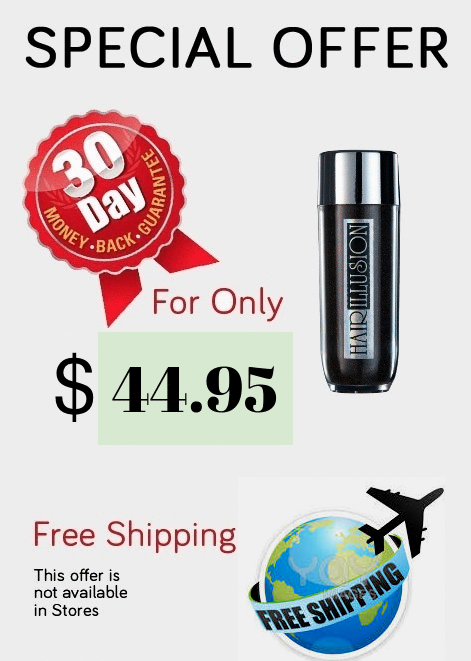 SPECIAL OFFER
30
Day
MONEY • BACK • GUARANTEE
HAIR ILLUSION
For Only
$ 44.95
Free Shipping
This offer is
not available
in Stores
FREE SHIPPING